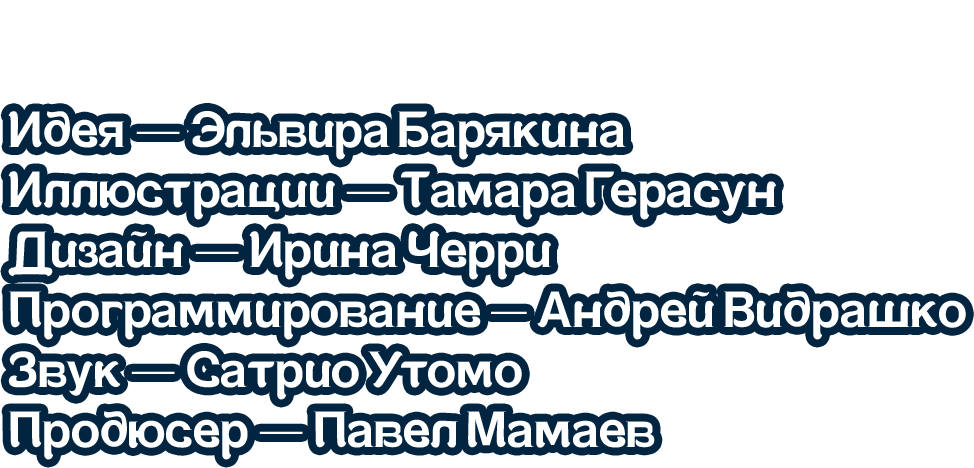 Идея — Эльвира Барякина
Иллюстрации — Тамара Герасун
Дизайн — Ирина Черри
Программирование — Андрей Видрашко
Звук — Сатрио Утомо
Продюсер — Павел Мамаев